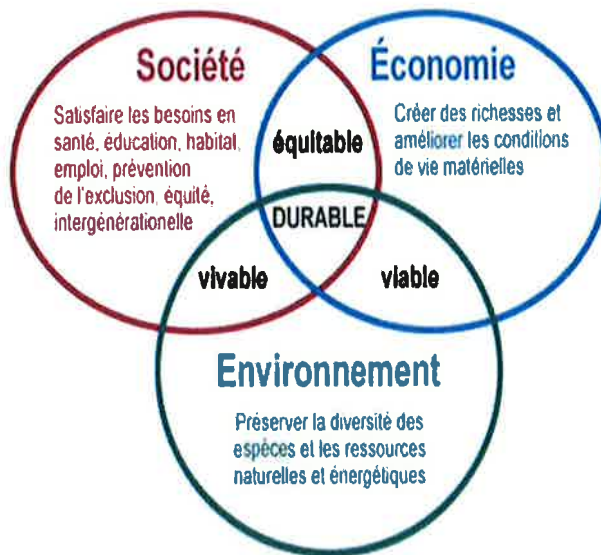 Société
Satisfaire les besoins en
santé, éducation, habitat,
emploi, prévention
de l'exclusion, équité,
intergénérationelle
Économie
Créer des richesses et
améliorer les conditions
de vie matérielles
équitable
DURABLE
vivable
viable
Environnement
Préserver la diversité des
espèces et les ressources
naturelles et énergétiques